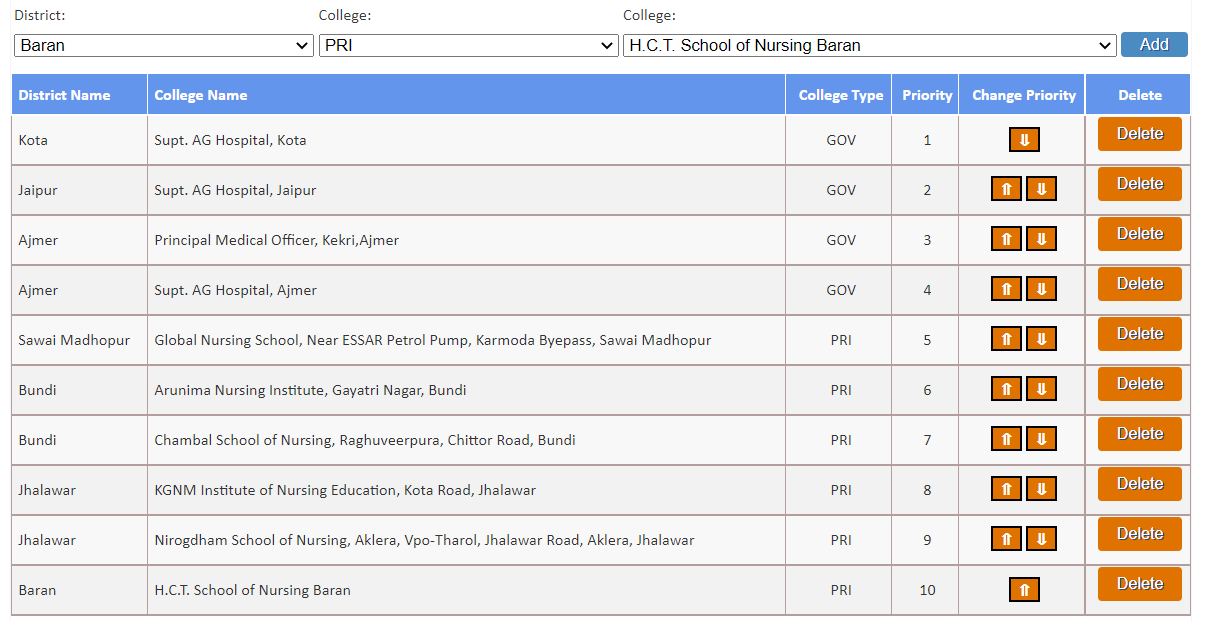 District: College: College:
Baran PRI H.C.T. School of Nursing Baran Add
District Name College Name College Type Priority Change Priority Delete
Kota Supt. AG Hospital, Kota GOV 1 ⇓ Delete
Jaipur Supt. AG Hospital, Jaipur GOV 2 ⇑ ⇓ Delete
Ajmer Principal Medical Officer, Kekri,Ajmer GOV 3 ⇑ ⇓ Delete
Ajmer Supt. AG Hospital, Ajmer GOV 4 ⇑ ⇓ Delete
Sawai Madhopur Global Nursing School, Near ESSAR Petrol Pump, Karmoda Byepass, Sawai Madhopur PRI 5 ⇑ ⇓ Delete
Bundi Arunima Nursing Institute, Gayatri Nagar, Bundi PRI 6 ⇑ ⇓ Delete
Bundi Chambal School of Nursing, Raghuveerpura, Chittor Road, Bundi PRI 7 ⇑ ⇓ Delete
Jhalawar KGNM Institute of Nursing Education, Kota Road, Jhalawar PRI 8 ⇑ ⇓ Delete
Jhalawar Nirogdham School of Nursing, Aklera, Vpo-Tharol, Jhalawar Road, Aklera, Jhalawar PRI 9 ⇑ ⇓ Delete
Baran H.C.T. School of Nursing Baran PRI 10 ⇑ Delete